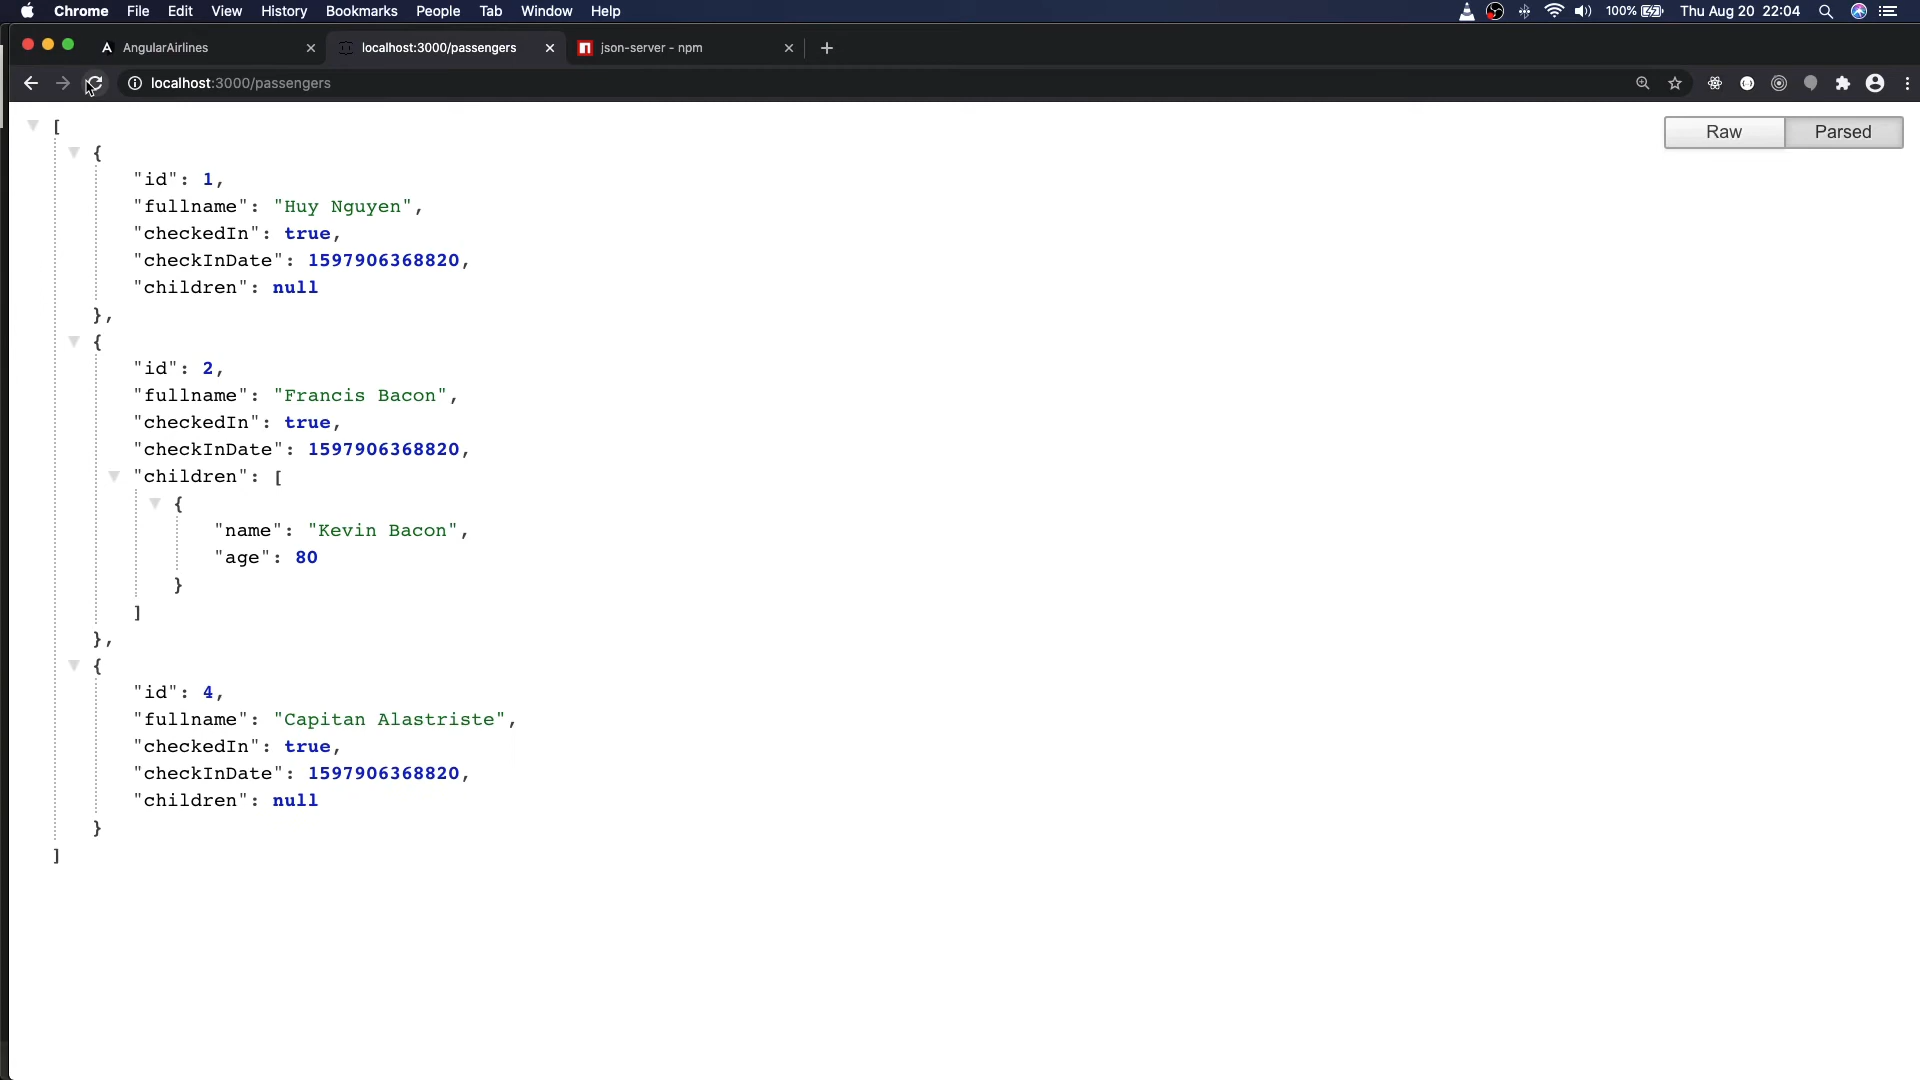 Chrome File Edit View History Bookmarks People Tab Window Help 100% Thu Aug 20 22:04
AngularAirlines localhost:3000/passengers json-server - npm
localhost:3000/passengers
Raw Parsed
[
{
"id": 1,
"fullname": "Huy Nguyen",
"checkedIn": true,
"checkInDate": 1597906368820,
"children": null
},
{
"id": 2,
"fullname": "Francis Bacon",
"checkedIn": true,
"checkInDate": 1597906368820,
"children": [
{
"name": "Kevin Bacon",
"age": 80
}
]
},
{
"id": 4,
"fullname": "Capitan Alastriste",
"checkedIn": true,
"checkInDate": 1597906368820,
"children": null
}
]